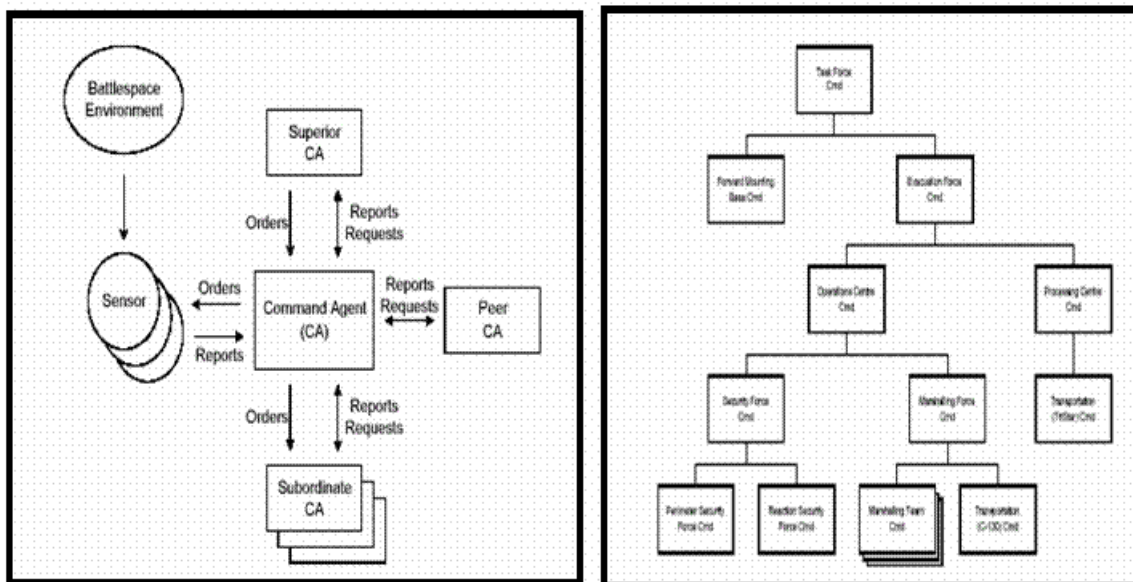 Battlespace
Environment
Superior
CA
Orders
Reports
Requests
Sensor
Orders
Reports
Command Agent
(CA)
Reports
Requests
Peer
CA
Orders
Reports
Requests
Subordinate
CA
Task Force
Cmd
Forward Mounting
Base Cmd
Evacuation Force
Cmd
Operations Centre
Cmd
Processing Centre
Cmd
Security Force
Cmd
Marshalling Force
Cmd
Transportation
Cmd
Perimeter Security
Force Cmd
Reaction Security
Force Cmd
Marshalling Team
Cmd
Transportation
(C-130) Cmd